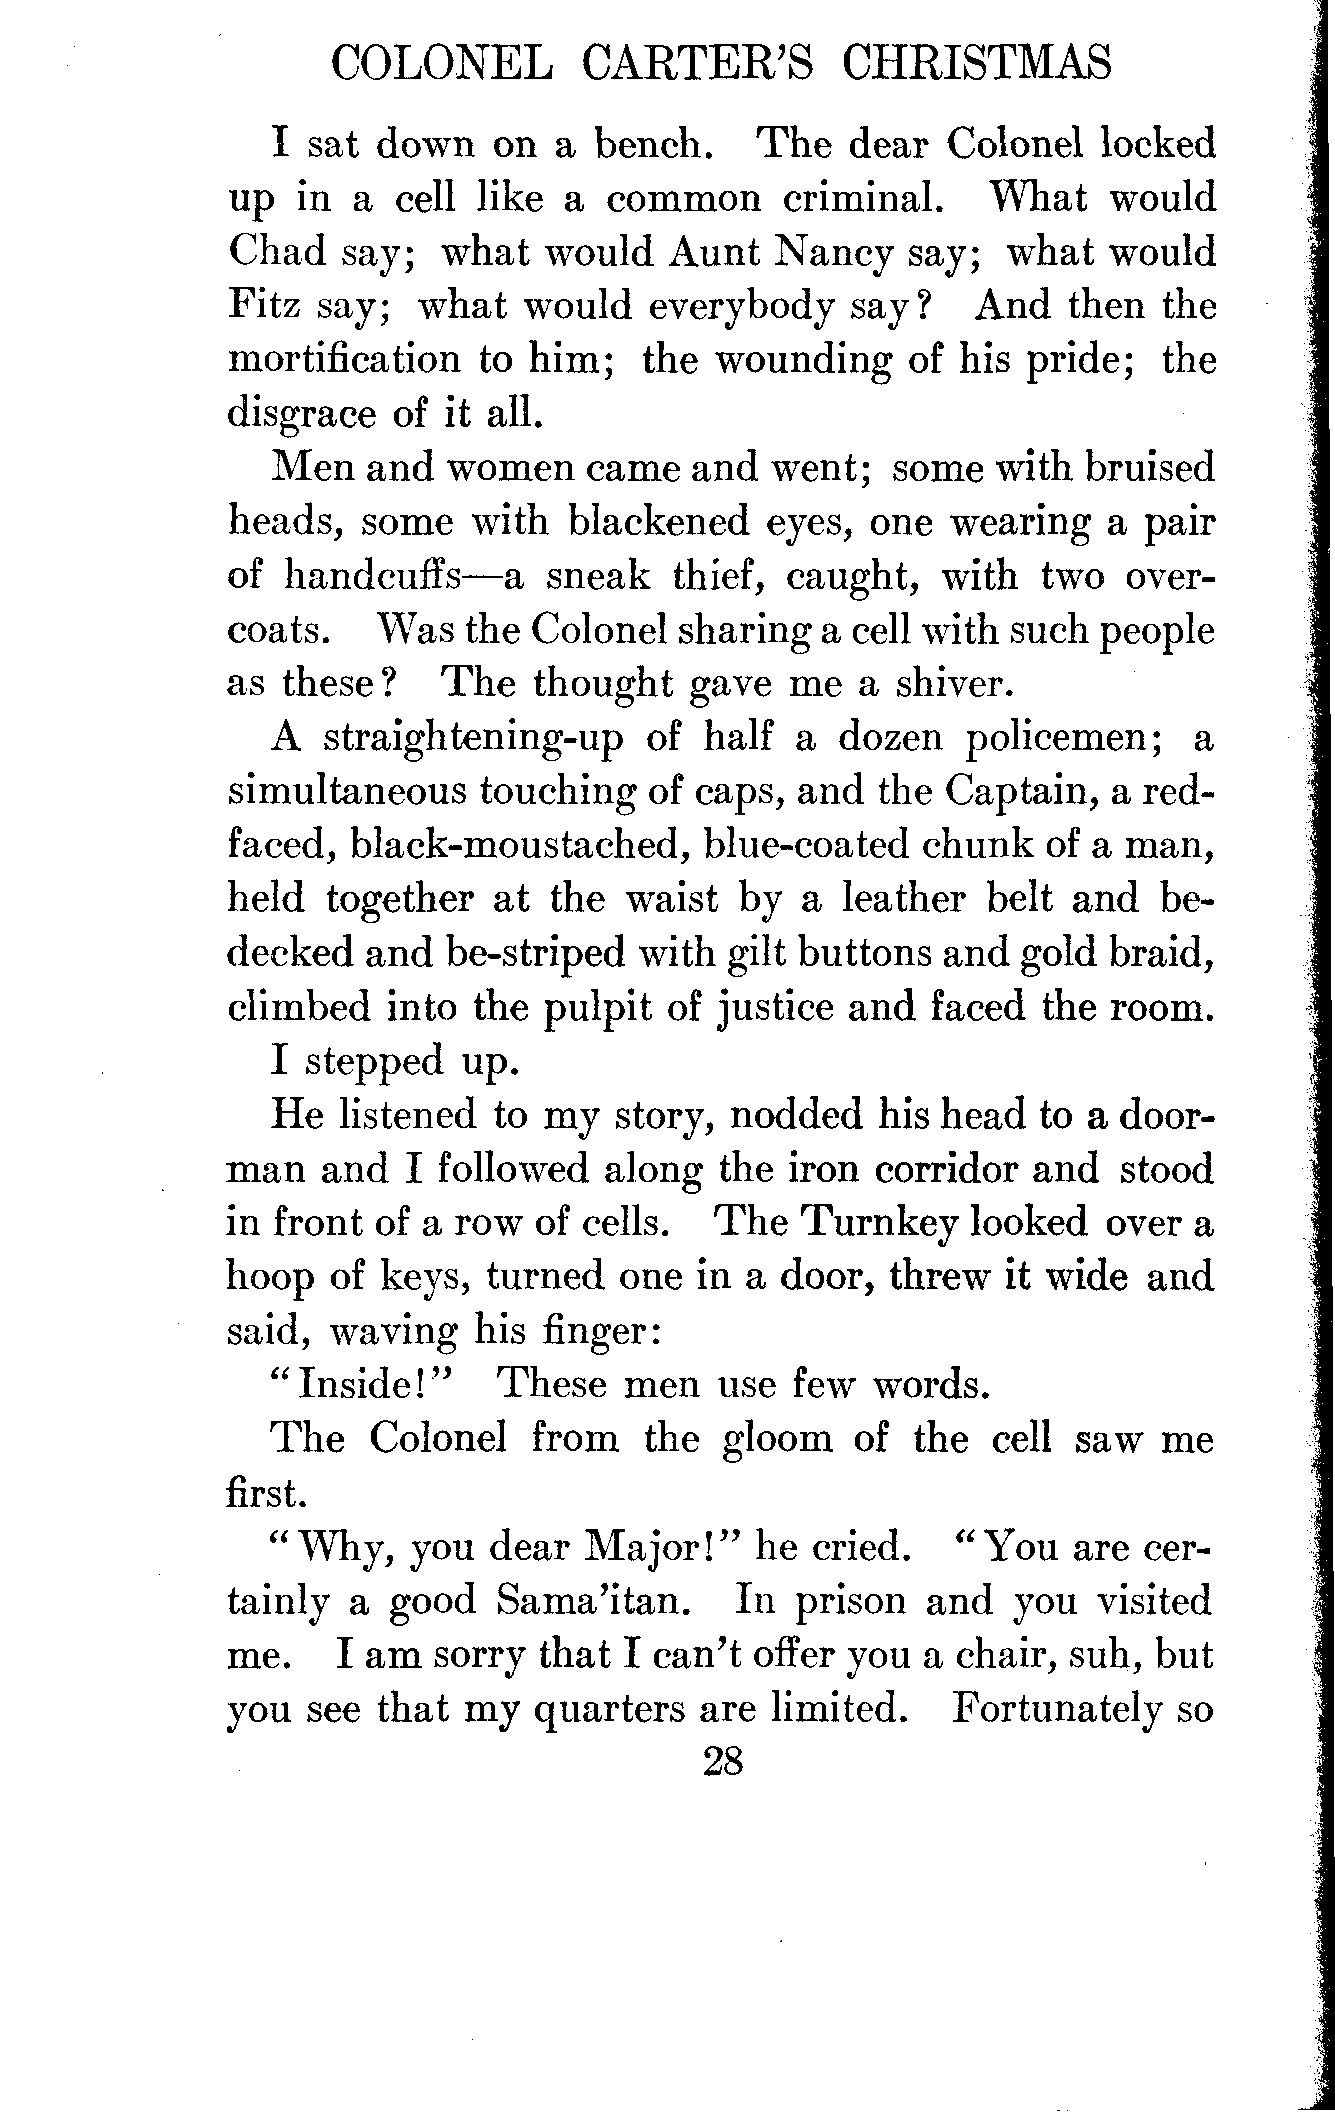 COLONEL CARTER'S CHRISTMAS
I sat down on a bench. The dear Colonel locked
up in a cell like a common criminal. What would
Chad say; what would Aunt Nancy say; what would
Fitz say; what would everybody say? And then the
mortification to him; the wounding of his pride; the
disgrace of it all.
Men and women came and went; some with bruised
heads, some with blackened eyes, one wearing a pair
of handcuffs—a sneak thief, caught, with two over-
coats. Was the Colonel sharing a cell with such people
as these? The thought gave me a shiver.
A straightening-up of half a dozen policemen; a
simultaneous touching of caps, and the Captain, a red-
faced, black-moustached, blue-coated chunk of a man,
held together at the waist by a leather belt and be-
decked and be-striped with gilt buttons and gold braid,
climbed into the pulpit of justice and faced the room.
I stepped up.
He listened to my story, nodded his head to a door-
man and I followed along the iron corridor and stood
in front of a row of cells. The Turnkey looked over a
hoop of keys, turned one in a door, threw it wide and
said, waving his finger:
"Inside!" These men use few words.
The Colonel from the gloom of the cell saw me
first.
"Why, you dear Major!" he cried. "You are cer-
tainly a good Sama'itan. In prison and you visited
me. I am sorry that I can't offer you a chair, suh, but
you see that my quarters are limited. Fortunately so
28